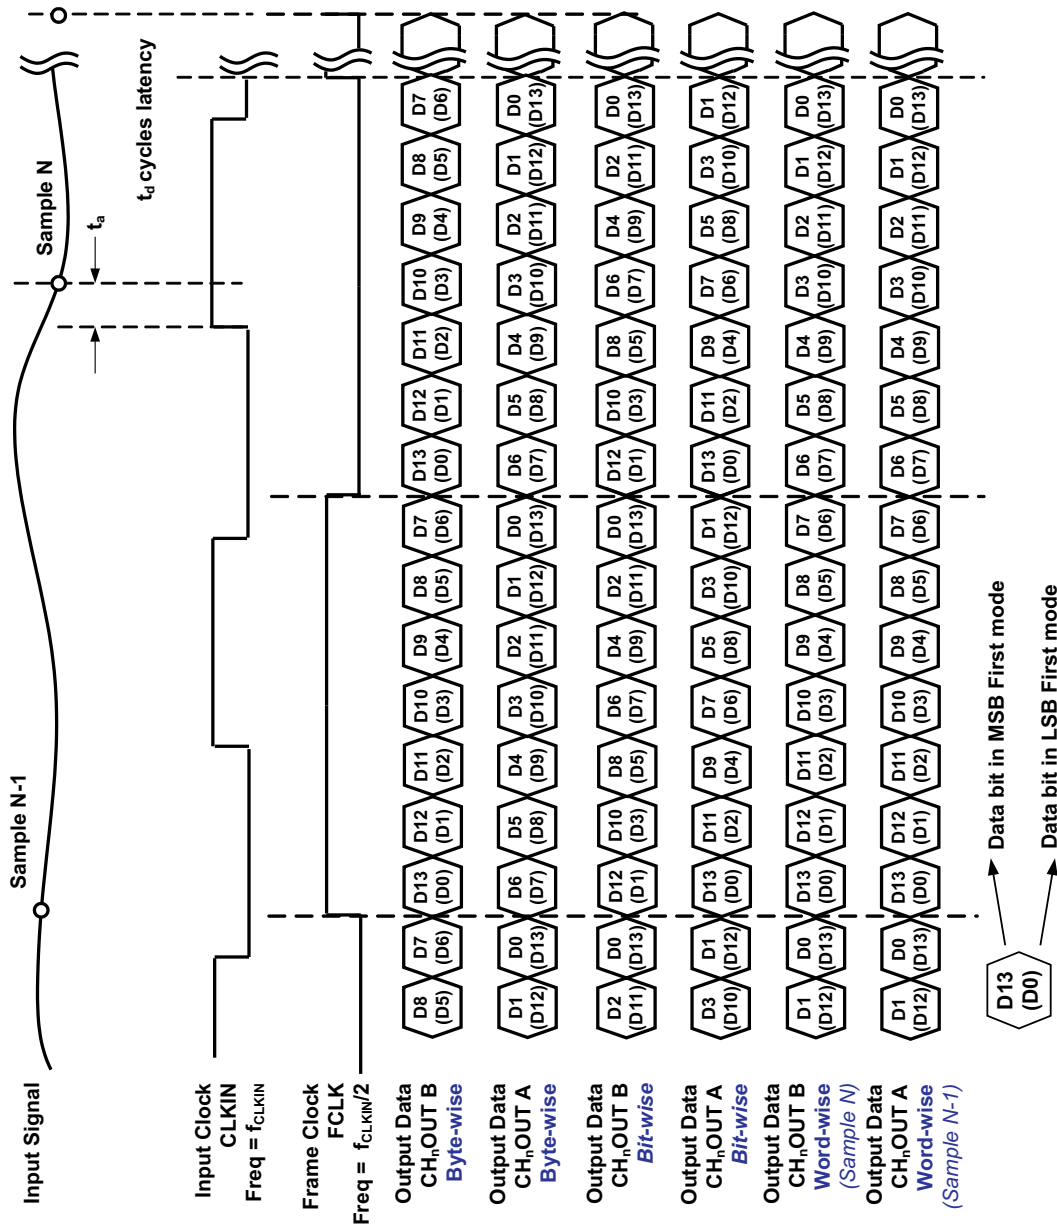 Sample N-1
Sample N
Input Signal
tₐ
t_d cycles latency
Input Clock
CLKIN
Freq = f_CLKIN
Frame Clock
FCLK
Freq = f_CLKIN/2
Output Data
CHₙOUT B
Byte-wise
D8 D7 D13 D12 D11 D10 D9 D8 D7 D13 D12 D11 D10 D9 D8 D7
(D5) (D6) (D0) (D1) (D2) (D3) (D4) (D5) (D6) (D0) (D1) (D2) (D3) (D4) (D5) (D6)
Output Data
CHₙOUT A
Byte-wise
D1 D0 D6 D5 D4 D3 D2 D1 D0 D6 D5 D4 D3 D2 D1 D0
(D12) (D13) (D7) (D8) (D9) (D10) (D11) (D12) (D13) (D7) (D8) (D9) (D10) (D11) (D12) (D13)
Output Data
CHₙOUT B
Bit-wise
D2 D0 D12 D10 D8 D6 D4 D2 D0 D12 D10 D8 D6 D4 D2 D0
(D11) (D13) (D1) (D3) (D5) (D7) (D9) (D11) (D13) (D1) (D3) (D5) (D7) (D9) (D11) (D13)
Output Data
CHₙOUT A
Bit-wise
D3 D1 D13 D11 D9 D7 D5 D3 D1 D13 D11 D9 D7 D5 D3 D1
(D10) (D12) (D0) (D2) (D4) (D6) (D8) (D10) (D12) (D0) (D2) (D4) (D6) (D8) (D10) (D12)
Output Data
CHₙOUT B
Word-wise
(Sample N)
D1 D0 D13 D12 D11 D10 D9 D8 D7 D6 D5 D4 D3 D2 D1 D0
(D12) (D13) (D0) (D1) (D2) (D3) (D4) (D5) (D6) (D7) (D8) (D9) (D10) (D11) (D12) (D13)
Output Data
CHₙOUT A
Word-wise
(Sample N-1)
D1 D0 D13 D12 D11 D10 D9 D8 D7 D6 D5 D4 D3 D2 D1 D0
(D12) (D13) (D0) (D1) (D2) (D3) (D4) (D5) (D6) (D7) (D8) (D9) (D10) (D11) (D12) (D13)
D13
(D0)
Data bit in MSB First mode
Data bit in LSB First mode